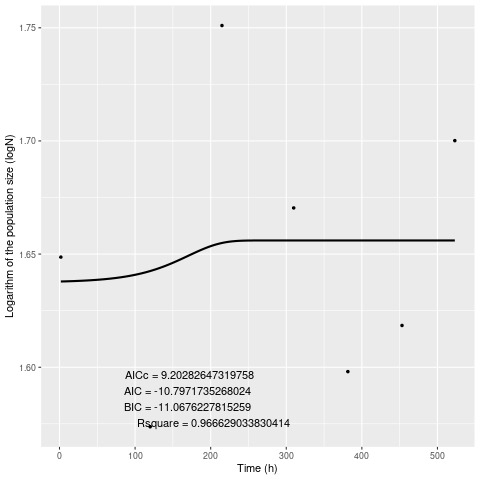 1.75
1.70
1.65
1.60
Logarithm of the population size (logN)
AICc = 9.20282647319758
AIC = -10.7971735268024
BIC = -11.0676227815259
Rsquare = 0.966629033830414
0 100 200 300 400 500
Time (h)